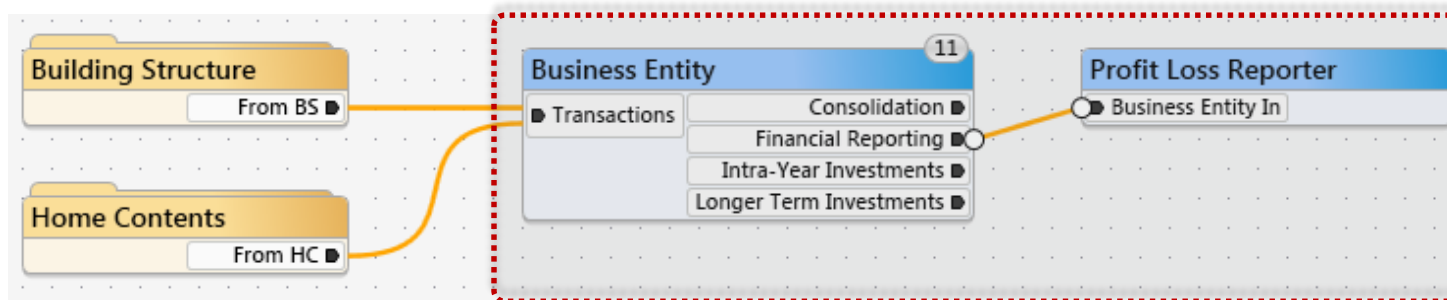 Building Structure
From BS
Home Contents
From HC
Business Entity
11
Transactions
Consolidation
Financial Reporting
Intra-Year Investments
Longer Term Investments
Profit Loss Reporter
Business Entity In